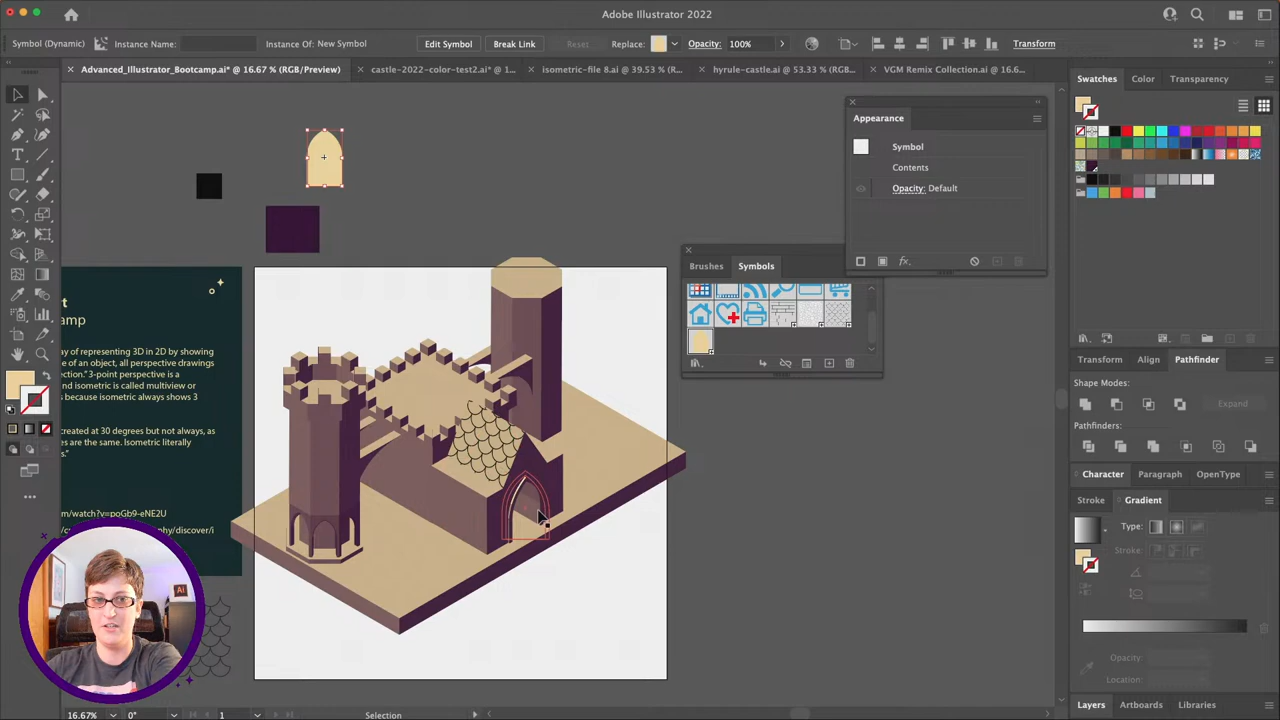 Adobe Illustrator 2022
Symbol (Dynamic)
Instance Name:
Instance Of: New Symbol
Edit Symbol
Break Link
Reset
Replace:
Opacity:
100%
Transform
Advanced_Illustrator_Bootcamp.ai* @ 16.67 % (RGB/Preview)
castle-2022-color-test2.ai* @ 1...
isometric-file 8.ai @ 39.53 % (R...
hyrule-castle.ai @ 53.33 % (RGB...
VGM Remix Collection.ai @ 16.6...
Swatches
Color
Transparency
Appearance
Symbol
Contents
Opacity: Default
Brushes
Symbols
Transform
Align
Pathfinder
Shape Modes:
Expand
Pathfinders:
Character
Paragraph
OpenType
Stroke
Gradient
Type:
Stroke:
Opacity:
Location:
Layers
Artboards
Libraries
rt
amp
ay of representing 3D in 2D by showing
e of an object, all perspective drawings
ection." 3-point perspective is a
ed isometric is called multiview or
s because isometric always shows 3
created at 30 degrees but not always, as
es are the same. Isometric literally
."
om/watch?v=poGb9-eNE2U
/discover/i
Ai
16.67%
0°
1
Selection